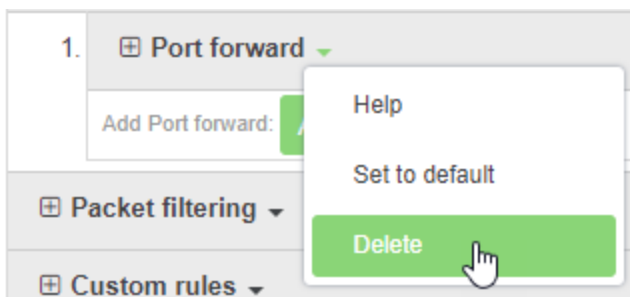 1. Port forward
Help
Add Port forward: A
Set to default
Packet filtering
Delete
Custom rules